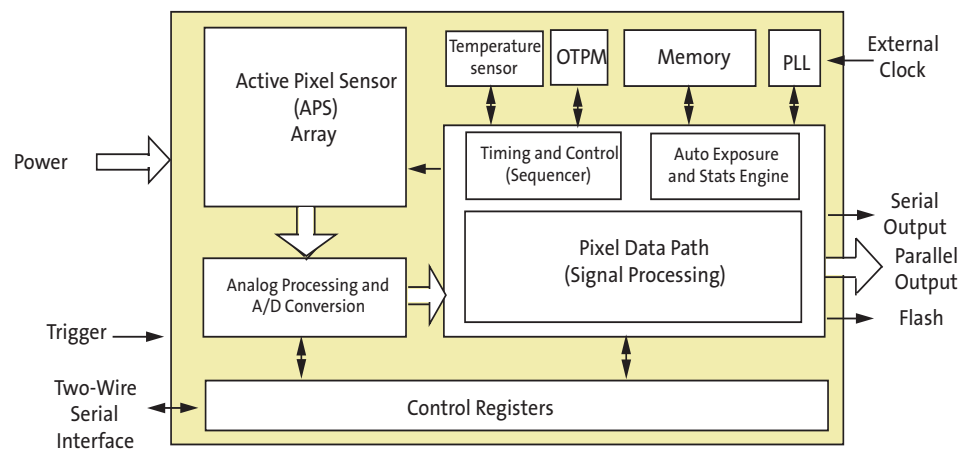 Active Pixel Sensor
(APS)
Array
Temperature
sensor
OTPM
Memory
PLL
External
Clock
Power
Timing and Control
(Sequencer)
Auto Exposure
and Stats Engine
Serial
Output
Pixel Data Path
(Signal Processing)
Parallel
Output
Analog Processing and
A/D Conversion
Flash
Trigger
Two-Wire
Serial
Interface
Control Registers